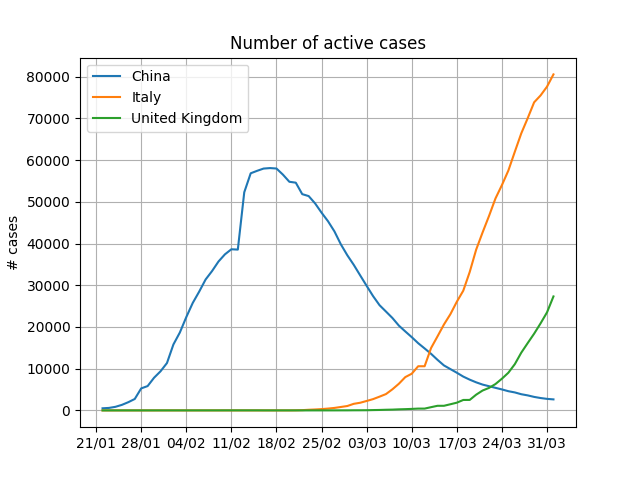 Number of active cases
China
Italy
United Kingdom
# cases
80000
70000
60000
50000
40000
30000
20000
10000
0
21/01 28/01 04/02 11/02 18/02 25/02 03/03 10/03 17/03 24/03 31/03